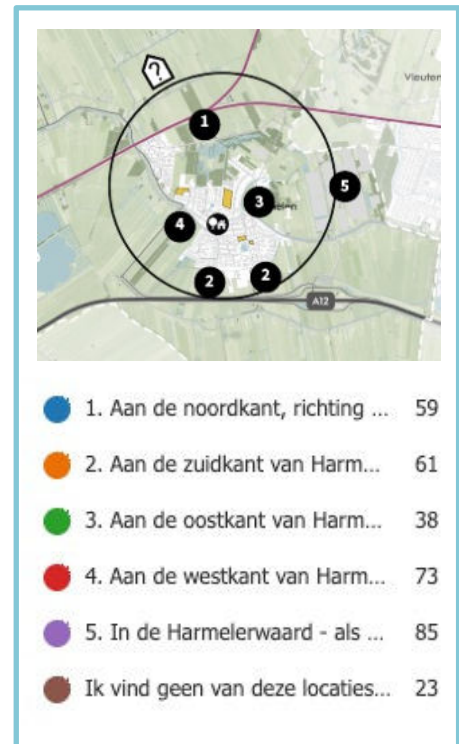 ?
Vleuten
1
5
3
4
2
2
A12
1. Aan de noordkant, richting ... 59
2. Aan de zuidkant van Harm... 61
3. Aan de oostkant van Harm... 38
4. Aan de westkant van Harm... 73
5. In de Harmelerwaard - als ... 85
Ik vind geen van deze locaties... 23